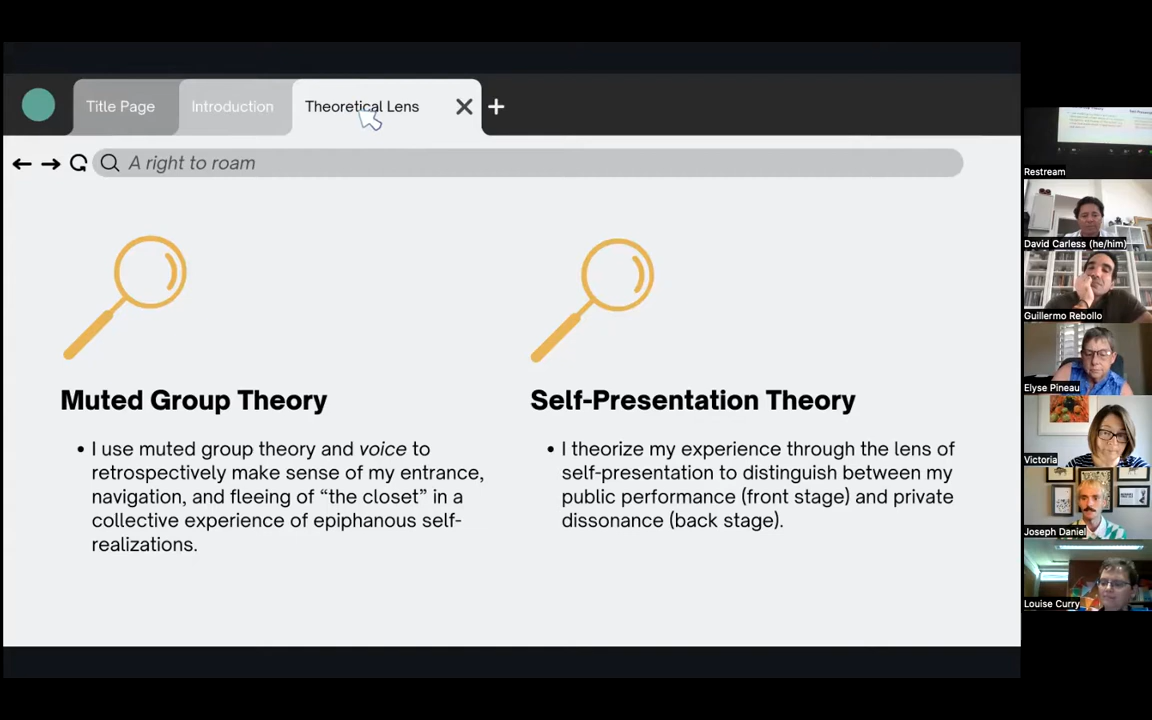 Title Page
Introduction
Theoretical Lens
A right to roam
Muted Group Theory
• I use muted group theory and voice to
retrospectively make sense of my entrance,
navigation, and fleeing of “the closet” in a
collective experience of epiphanous self-
realizations.
Self-Presentation Theory
• I theorize my experience through the lens of
self-presentation to distinguish between my
public performance (front stage) and private
dissonance (back stage).
Restream
David Carless (he/him)
Guillermo Rebollo
Elyse Pineau
Victoria
Joseph Daniel
Louise Curry